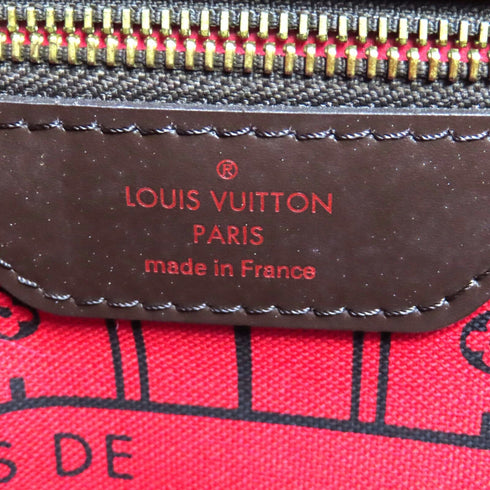 ®
LOUIS VUITTON
PARIS
made in France
S DE